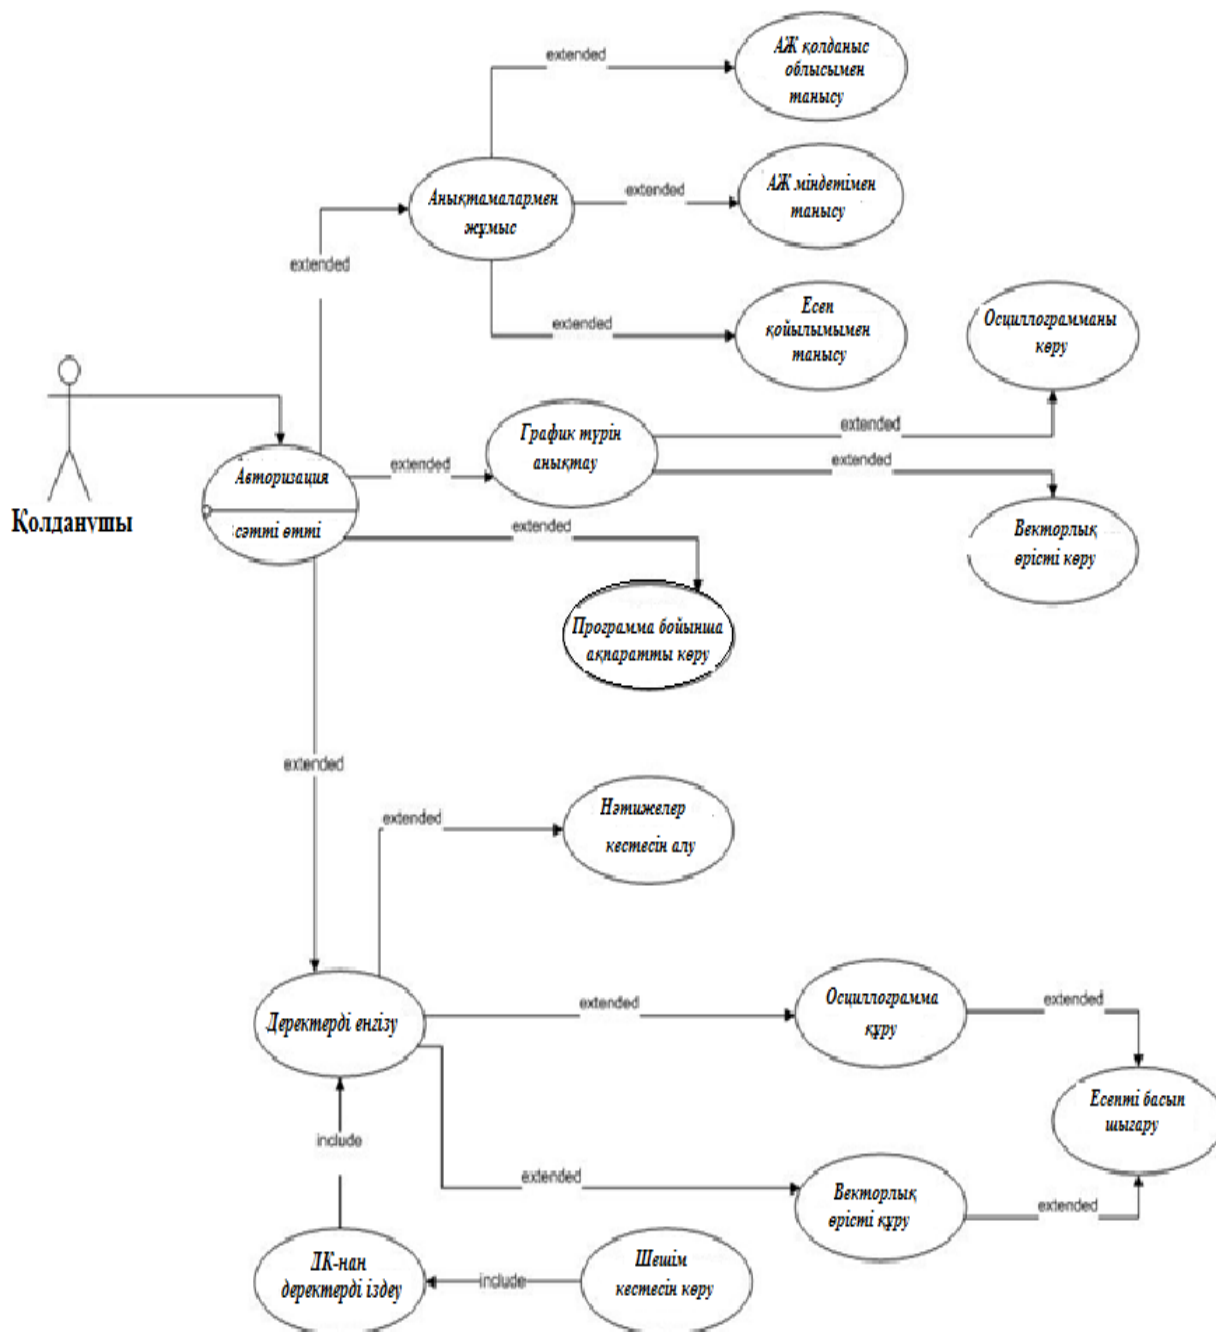 extended
АЖ қолданыс
облысымен
танысу
Анықтамалармен
жұмыс
extended
АЖ міндетімен
танысу
extended
extended
Есеп
қойылымымен
танысу
Осциллограмманы
көру
Қолданушы
Авторизация
сәтті өтті
extended
График түрін
анықтау
extended
extended
Векторлық
өрісті көру
extended
Программа бойынша
ақпаратты көру
extended
extended
Нәтижелер
кестесін алу
Деректерді енгізу
extended
Осциллограмма
құру
extended
Есепті басып
шығару
include
extended
Векторлық
өрісті құру
extended
ДК-нан
деректерді іздеу
include
Шешім
кестесін көру